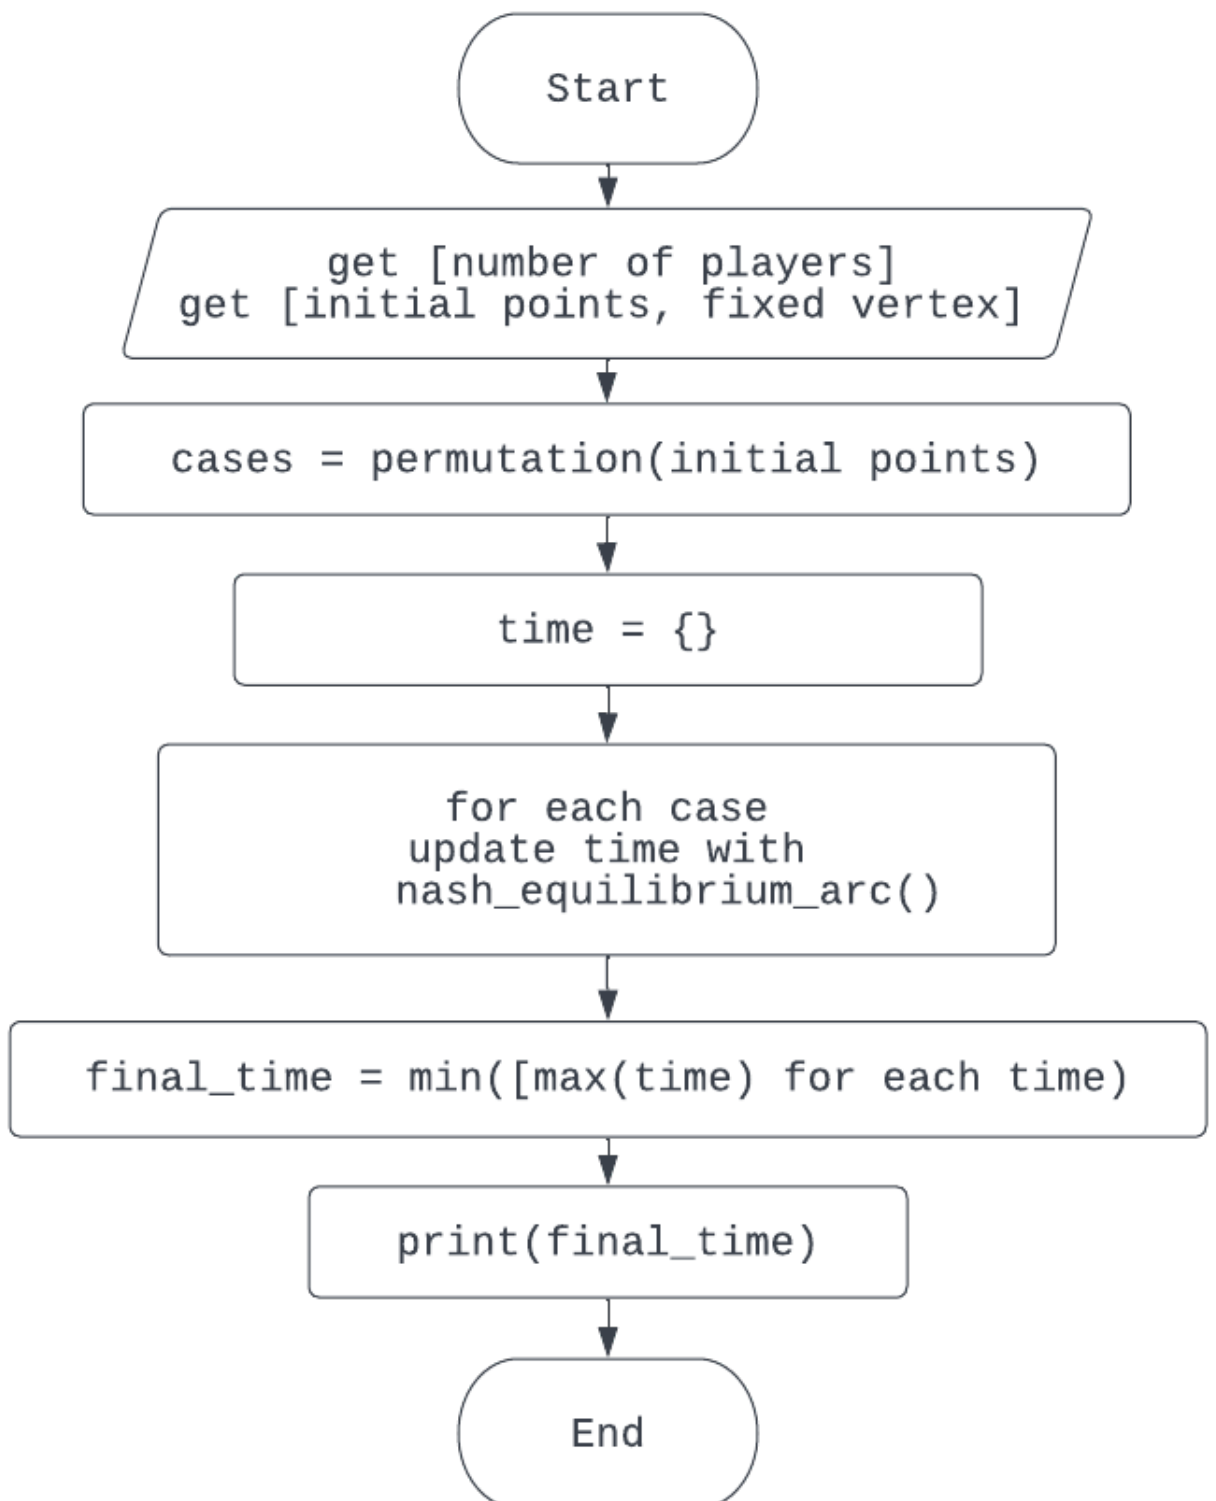 Start
get [number of players]
get [initial points, fixed vertex]
cases = permutation(initial points)
time = {}
for each case
update time with
nash_equilibrium_arc()
final_time = min([max(time) for each time)
print(final_time)
End